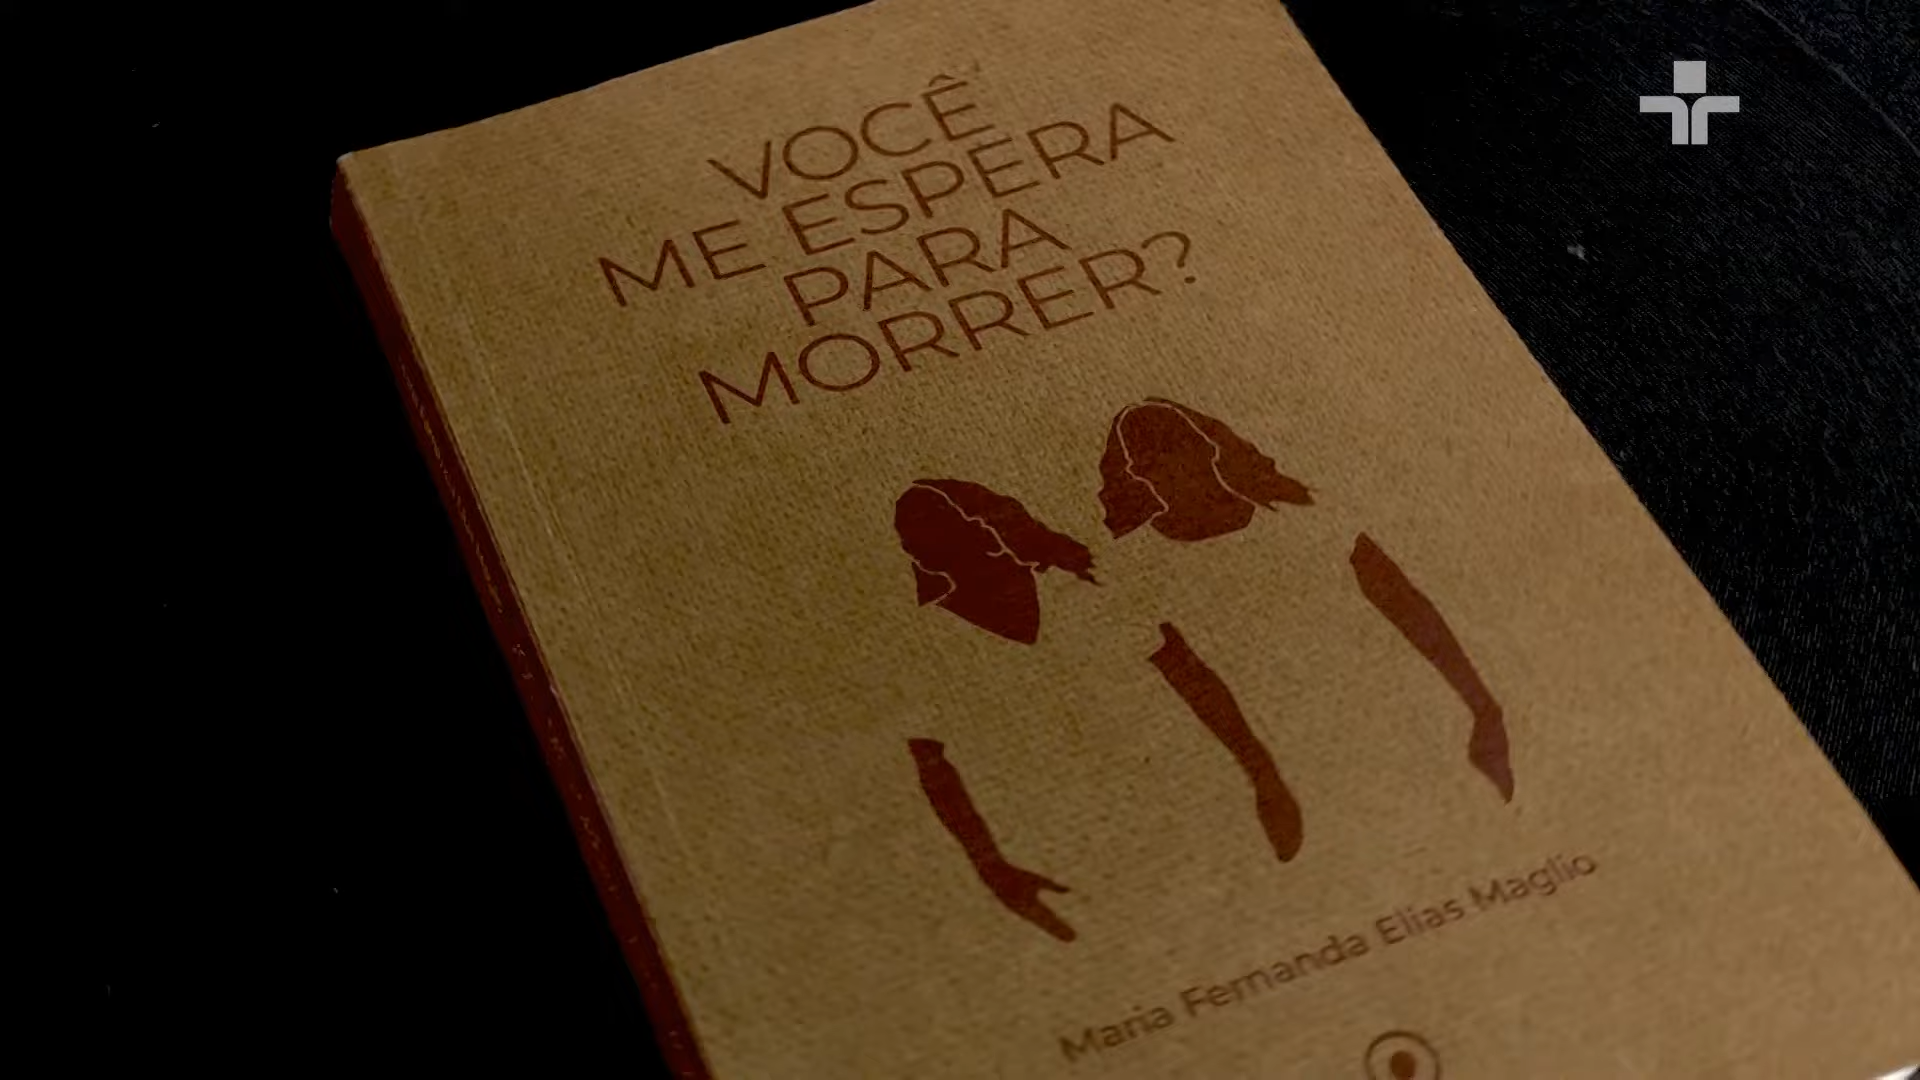 VOCÊ
ME ESPERA
PARA
MORRER?
Maria Fernanda Elias Maglio